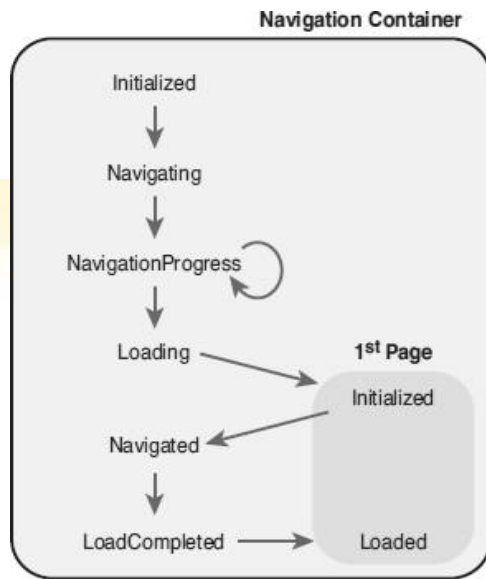 Navigation Container
Initialized
Navigating
NavigationProgress
Loading
1st Page
Initialized
Navigated
LoadCompleted
Loaded